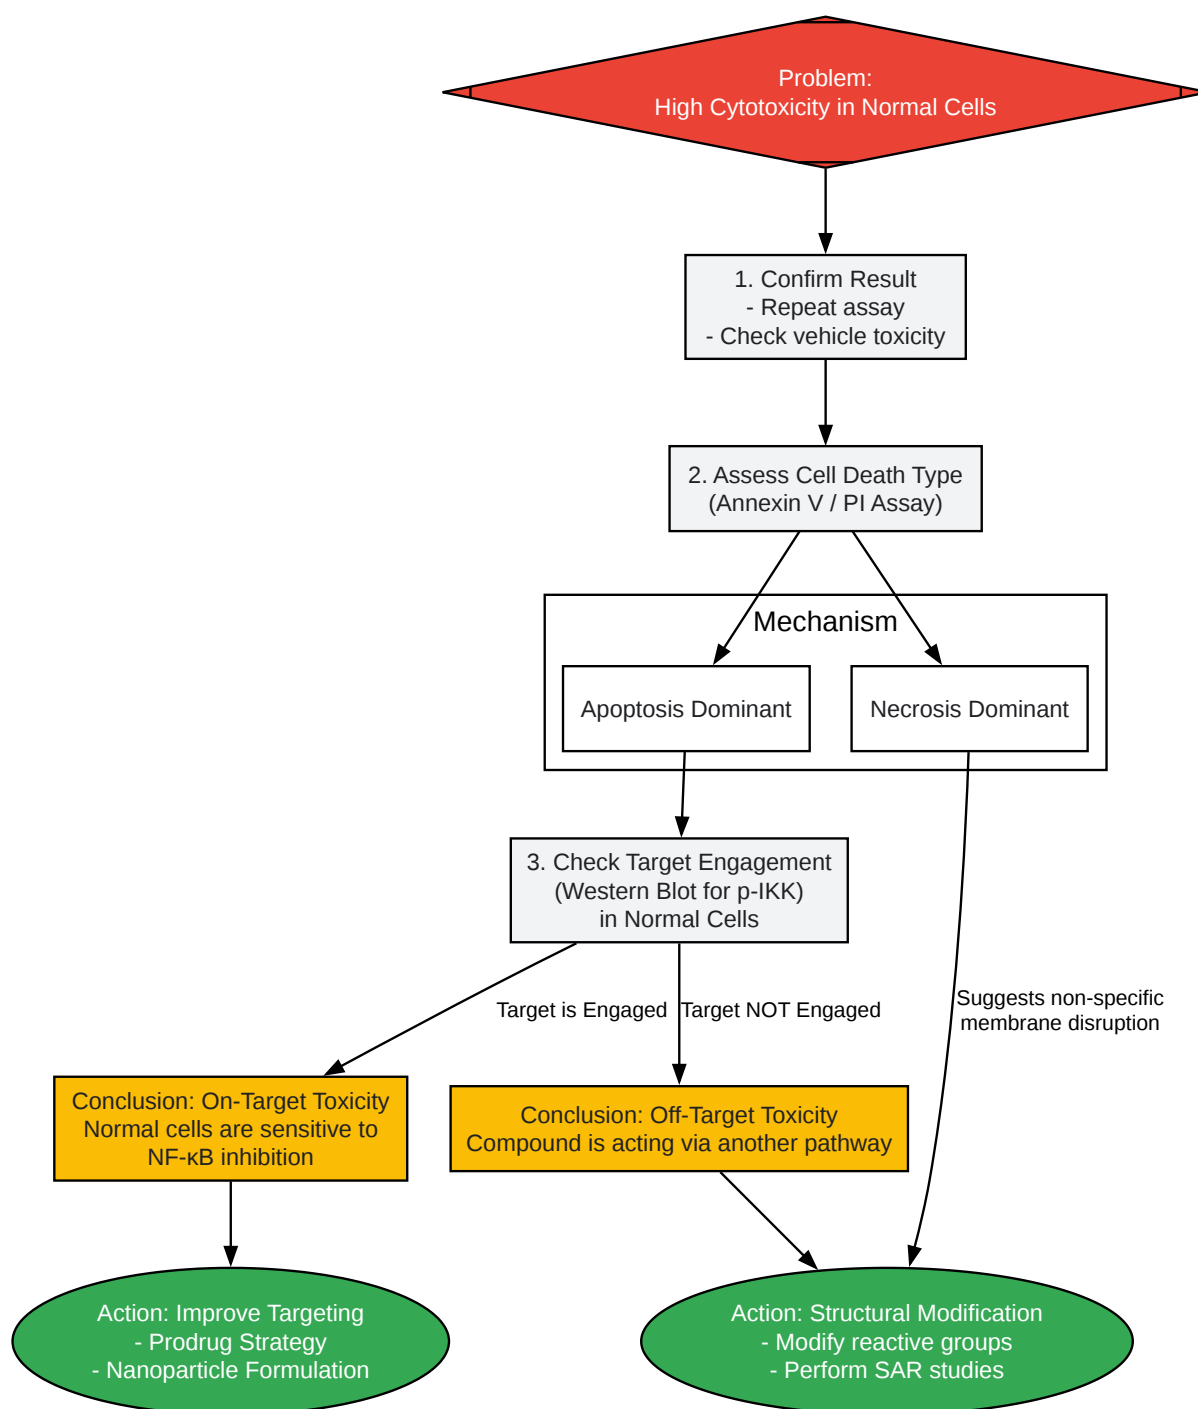 Problem:
High Cytotoxicity in Normal Cells
1. Confirm Result
- Repeat assay
- Check vehicle toxicity
2. Assess Cell Death Type
(Annexin V / PI Assay)
Mechanism
Apoptosis Dominant
Necrosis Dominant
3. Check Target Engagement
(Western Blot for p-IKK)
in Normal Cells
Target is Engaged
Target NOT Engaged
Suggests non-specific
membrane disruption
Conclusion: On-Target Toxicity
Normal cells are sensitive to
NF-κB inhibition
Conclusion: Off-Target Toxicity
Compound is acting via another pathway
Action: Improve Targeting
- Prodrug Strategy
- Nanoparticle Formulation
Action: Structural Modification
- Modify reactive groups
- Perform SAR studies